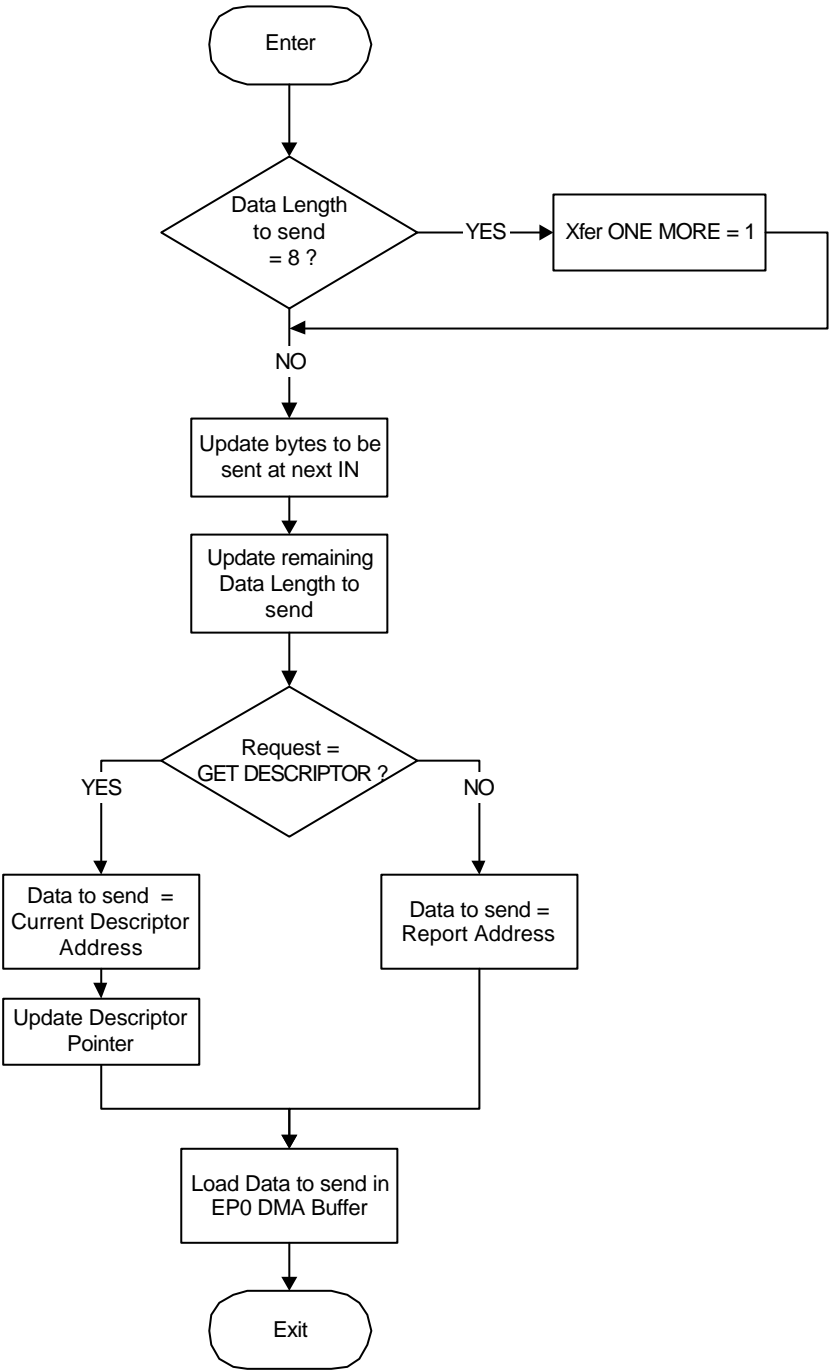 Enter
Data Length
to send
= 8 ?
YES
Xfer ONE MORE = 1
NO
Update bytes to be
sent at next IN
Update remaining
Data Length to
send
Request =
GET DESCRIPTOR ?
YES
NO
Data to send =
Current Descriptor
Address
Data to send =
Report Address
Update Descriptor
Pointer
Load Data to send in
EP0 DMA Buffer
Exit